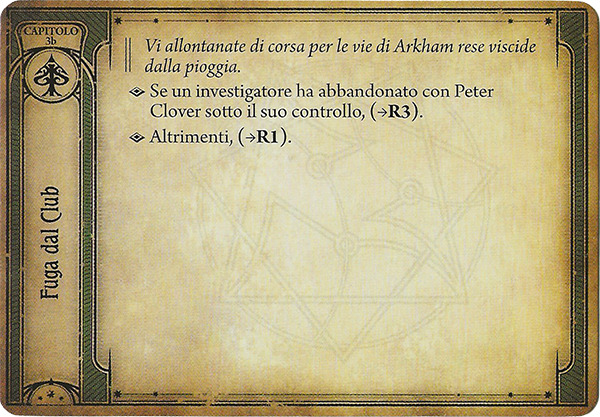 CAPITOLO
3b
Fuga dal Club
Vi allontanate di corsa per le vie di Arkham rese viscide
dalla pioggia.
Se un investigatore ha abbandonato con Peter
Clover sotto il suo controllo, (→R3).
Altrimenti, (→R1).